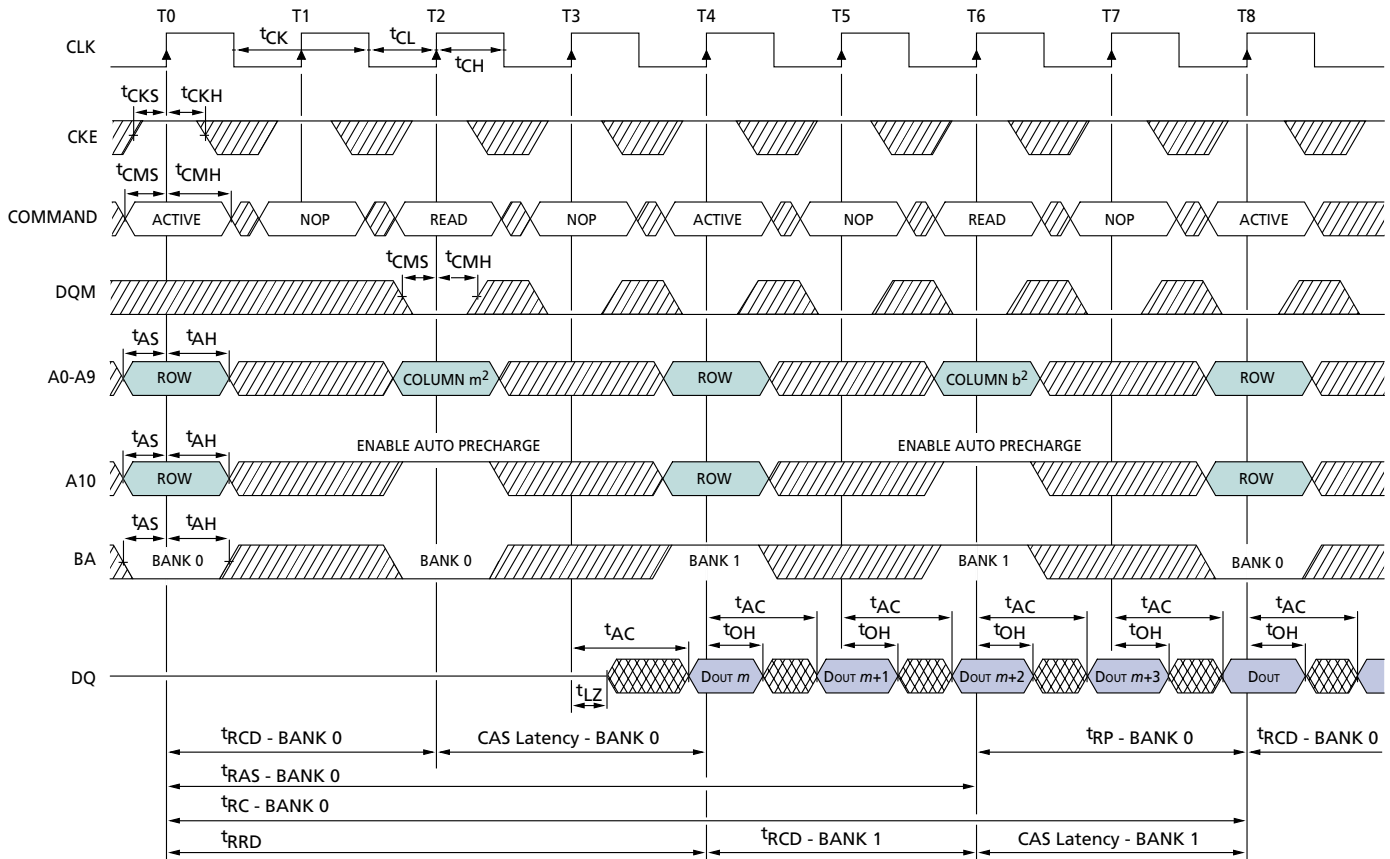 T0 T1 T2 T3 T4 T5 T6 T7 T8
CLK tCK tCL tCH
tCKS tCKH
CKE
tCMS tCMH
COMMAND ACTIVE NOP READ NOP ACTIVE NOP READ NOP ACTIVE
tCMS tCMH
DQM
tAS tAH
A0-A9 ROW COLUMN m² ROW COLUMN b² ROW
tAS tAH ENABLE AUTO PRECHARGE ENABLE AUTO PRECHARGE
A10 ROW ROW ROW
tAS tAH
BA BANK 0 BANK 0 BANK 1 BANK 1 BANK 0
tAC tAC tAC tAC tAC
tAC tOH tOH tOH tOH tOH
DQ DOUT m DOUT m+1 DOUT m+2 DOUT m+3 DOUT
tLZ
tRCD - BANK 0 CAS Latency - BANK 0 tRP - BANK 0 tRCD - BANK 0
tRAS - BANK 0
tRC - BANK 0
tRRD tRCD - BANK 1 CAS Latency - BANK 1